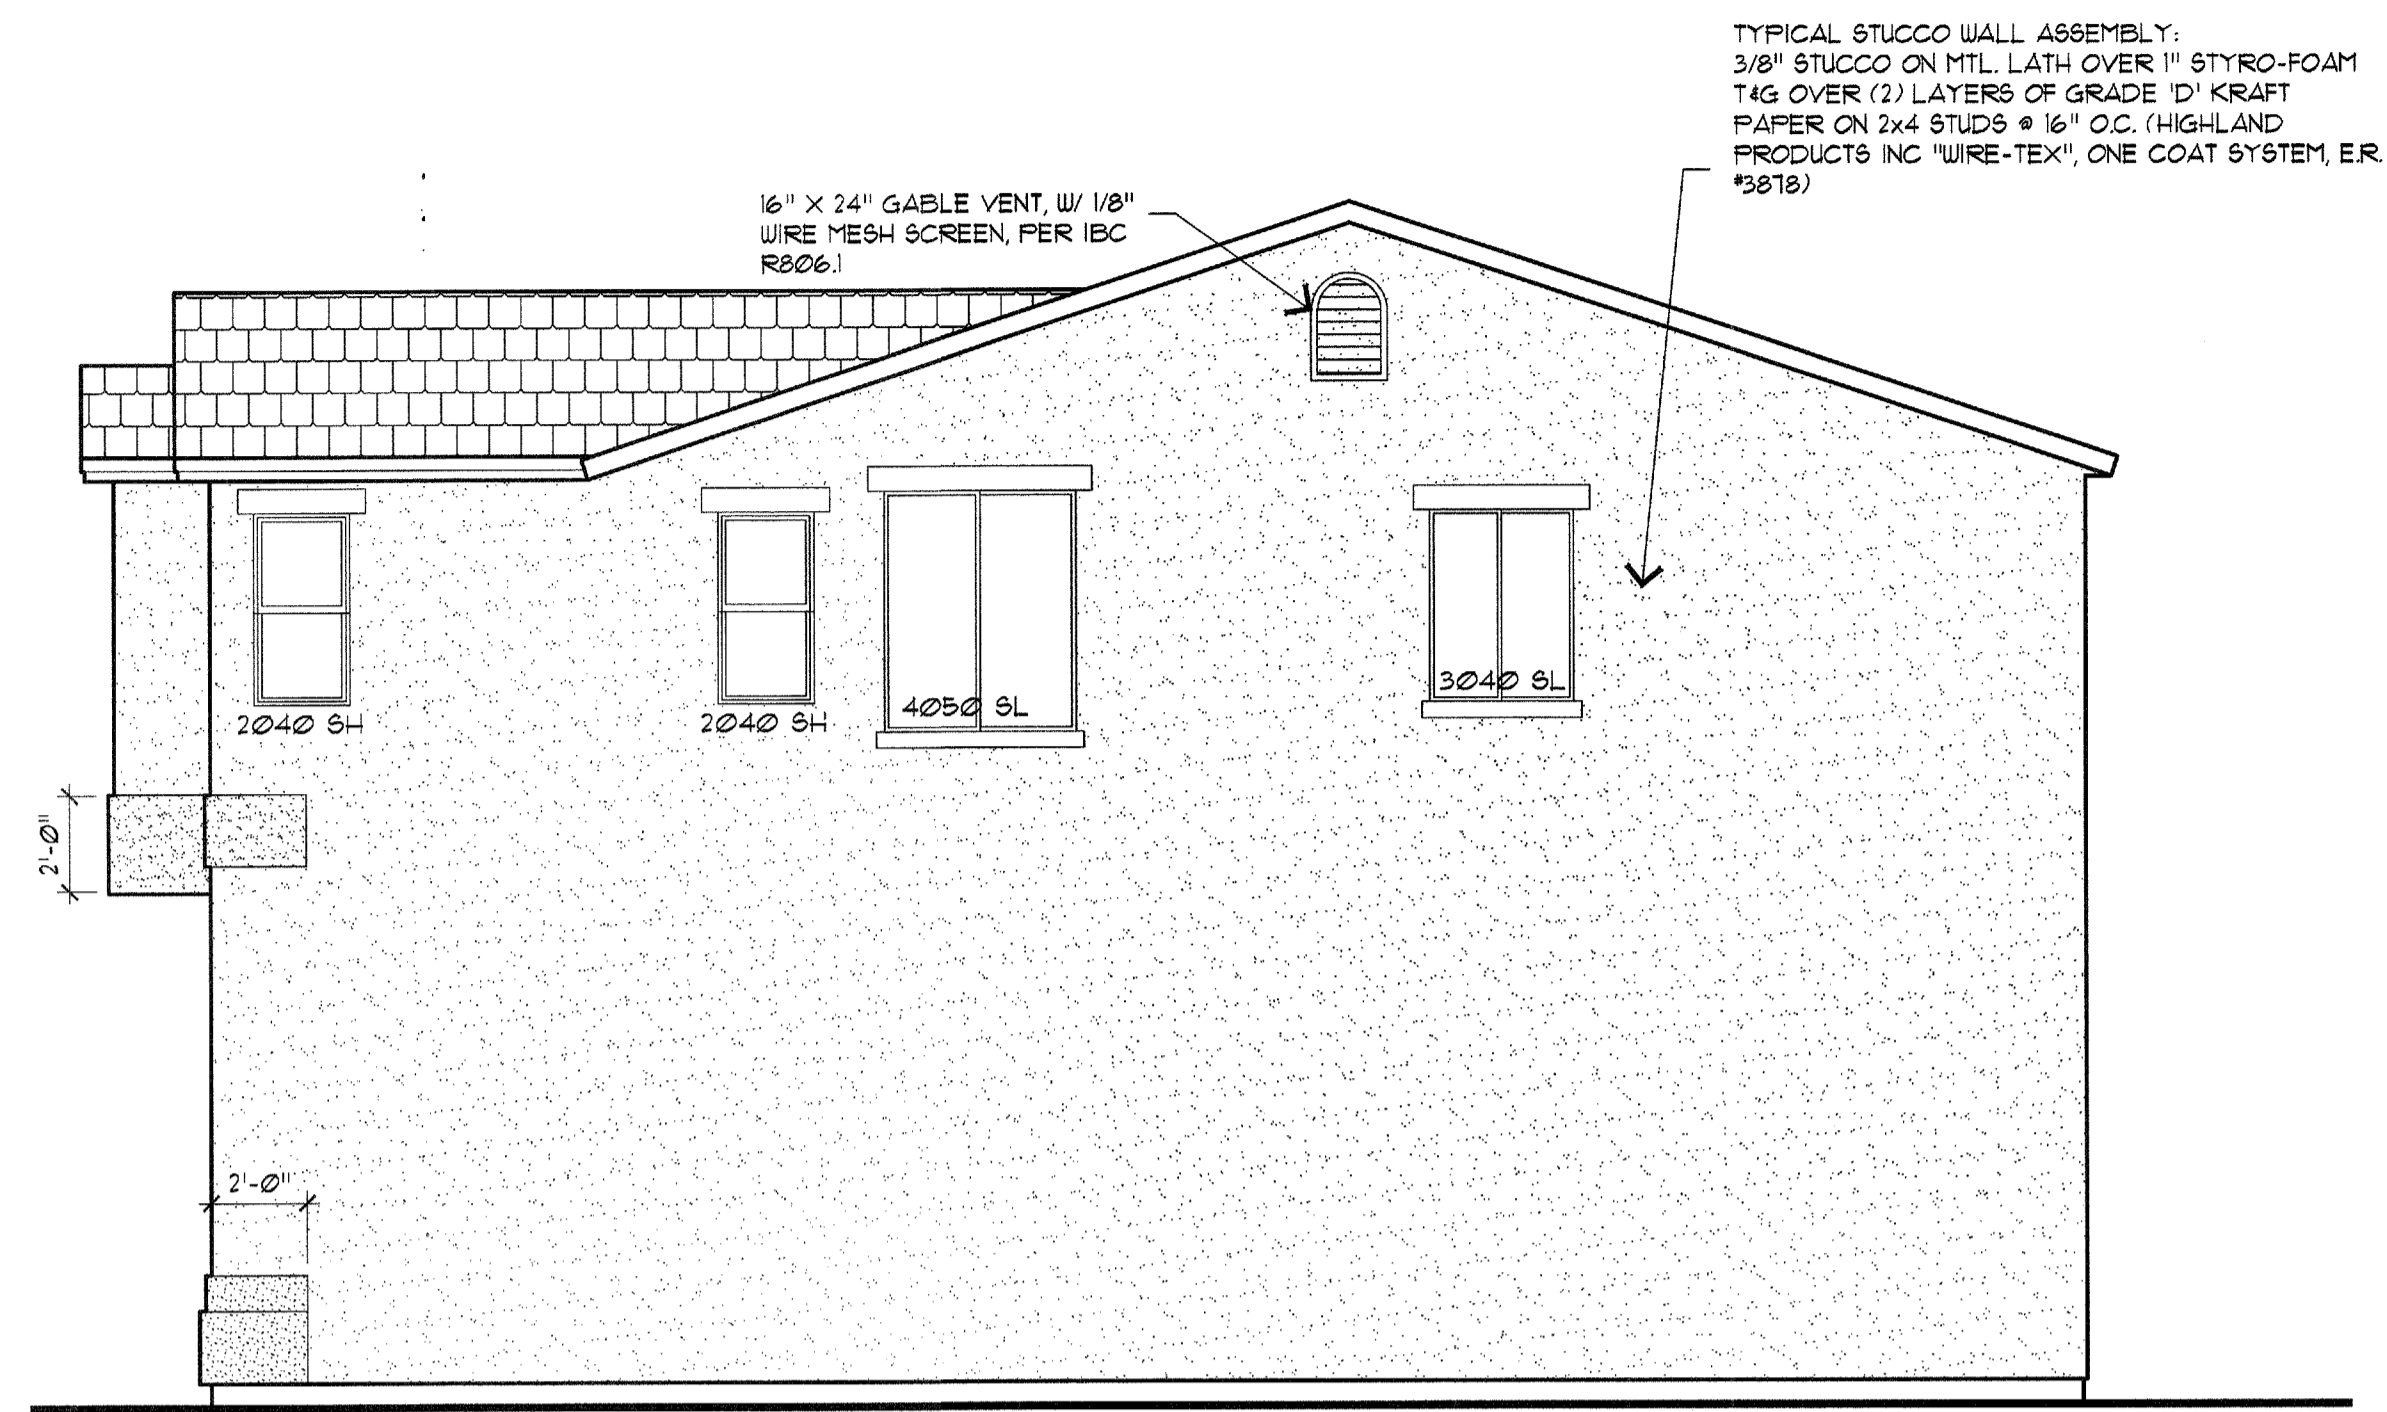 TYPICAL STUCCO WALL ASSEMBLY:
3/8" STUCCO ON MTL. LATH OVER 1" STYRO-FOAM
T&G OVER (2) LAYERS OF GRADE 'D' KRAFT
PAPER ON 2x4 STUDS @ 16" O.C. (HIGHLAND
PRODUCTS INC "WIRE-TEX", ONE COAT SYSTEM, E.R.
#3878)
16" X 24" GABLE VENT, W/ 1/8"
WIRE MESH SCREEN, PER IBC
R806.1
2040 SH
2040 SH
4050 SL
3040 SL
2'-0"
2'-0"